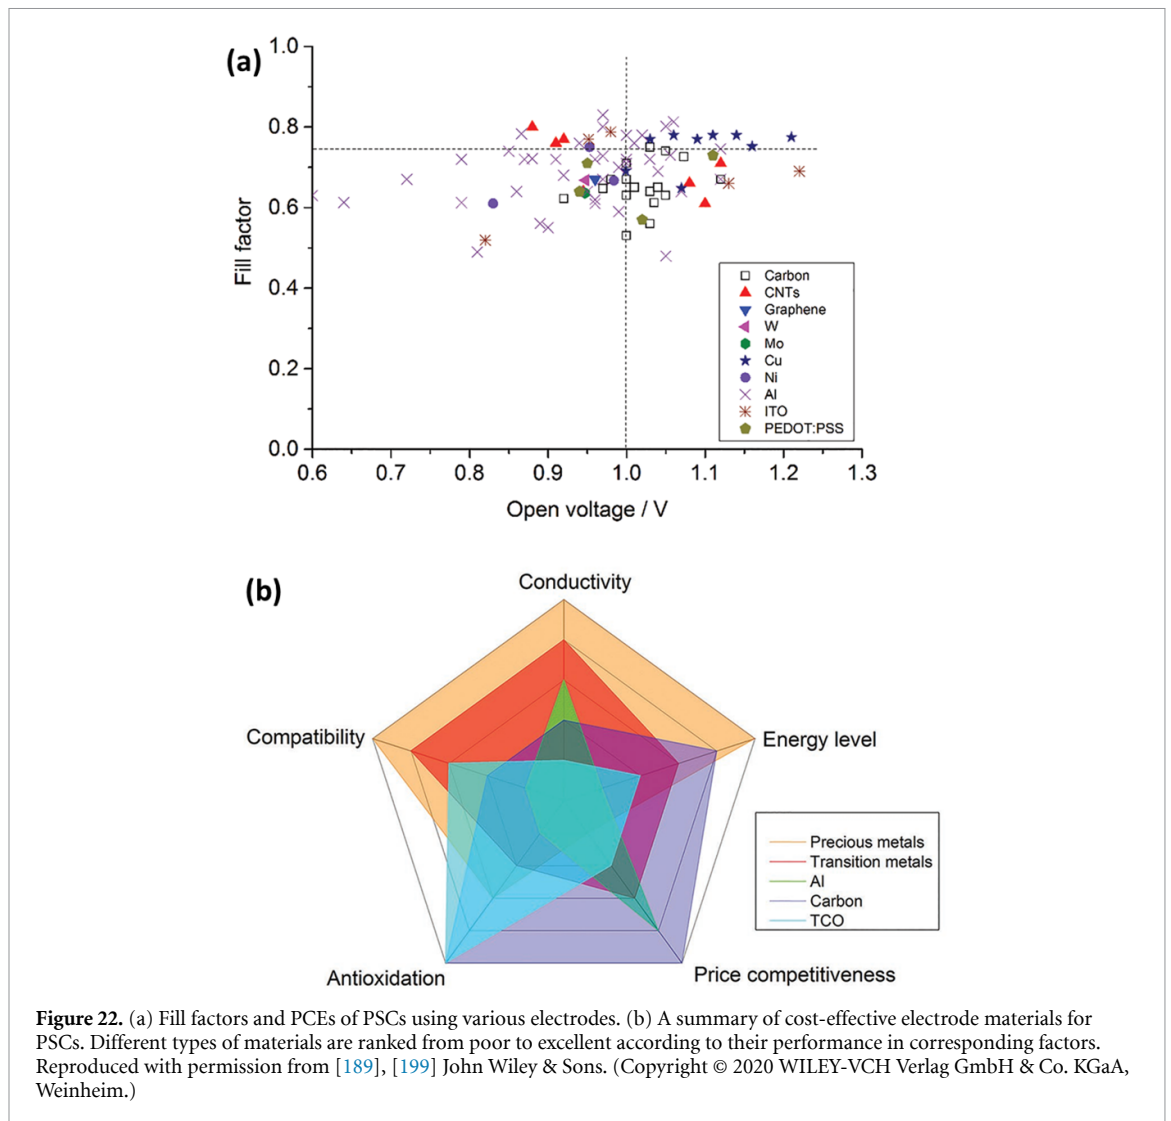 (a)
1.0
0.8
0.6
0.4
0.2
0.0
Fill factor
0.6 0.7 0.8 0.9 1.0 1.1 1.2 1.3
Open voltage / V
Carbon
CNTs
Graphene
W
Mo
Cu
Ni
Al
ITO
PEDOT:PSS
(b)
Conductivity
Compatibility
Energy level
Antioxidation
Price competitiveness
Precious metals
Transition metals
Al
Carbon
TCO
Figure 22. (a) Fill factors and PCEs of PSCs using various electrodes. (b) A summary of cost-effective electrode materials for
PSCs. Different types of materials are ranked from poor to excellent according to their performance in corresponding factors.
Reproduced with permission from [189], [199] John Wiley & Sons. (Copyright © 2020 WILEY-VCH Verlag GmbH & Co. KGaA,
Weinheim.)